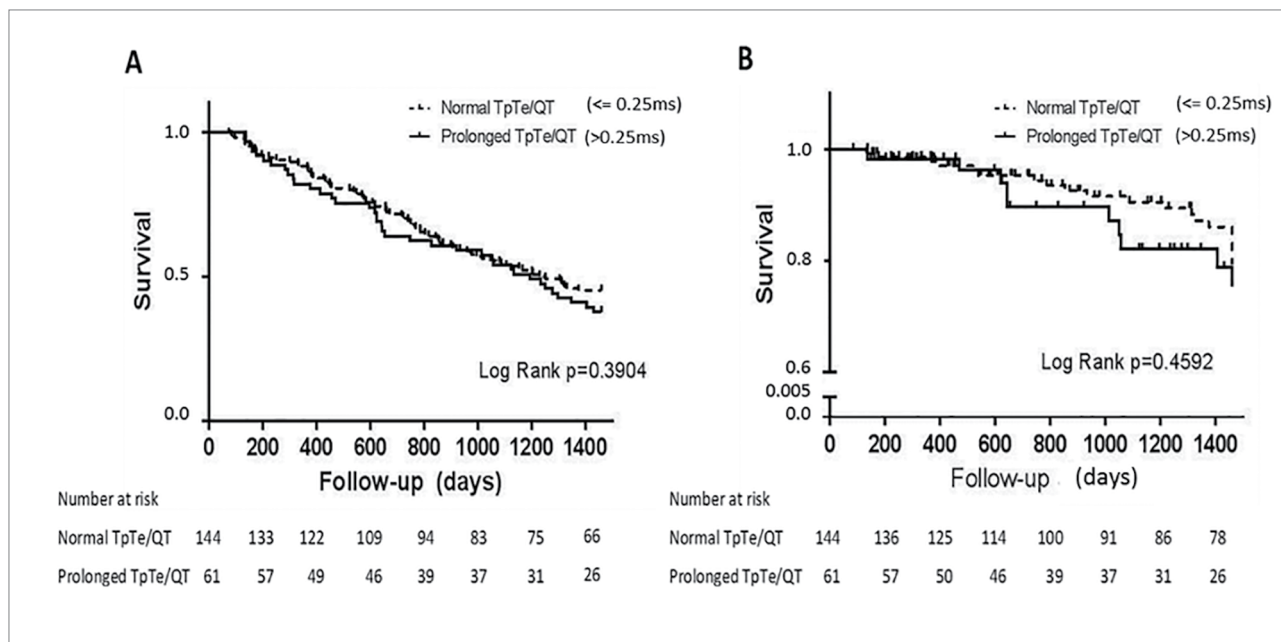 A
Normal TpTe/QT (<= 0.25ms)
Prolonged TpTe/QT (>0.25ms)
1.0
0.5
0.0
Survival
Log Rank p=0.3904
0 200 400 600 800 1000 1200 1400
Follow-up (days)
Number at risk
Normal TpTe/QT 144 133 122 109 94 83 75 66
Prolonged TpTe/QT 61 57 49 46 39 37 31 26
B
Normal TpTe/QT (<= 0.25ms)
Prolonged TpTe/QT (>0.25ms)
1.0
0.8
0.6
0.005
0.0
Survival
Log Rank p=0.4592
0 200 400 600 800 1000 1200 1400
Follow-up (days)
Number at risk
Normal TpTe/QT 144 136 125 114 100 91 86 78
Prolonged TpTe/QT 61 57 50 46 39 37 31 26